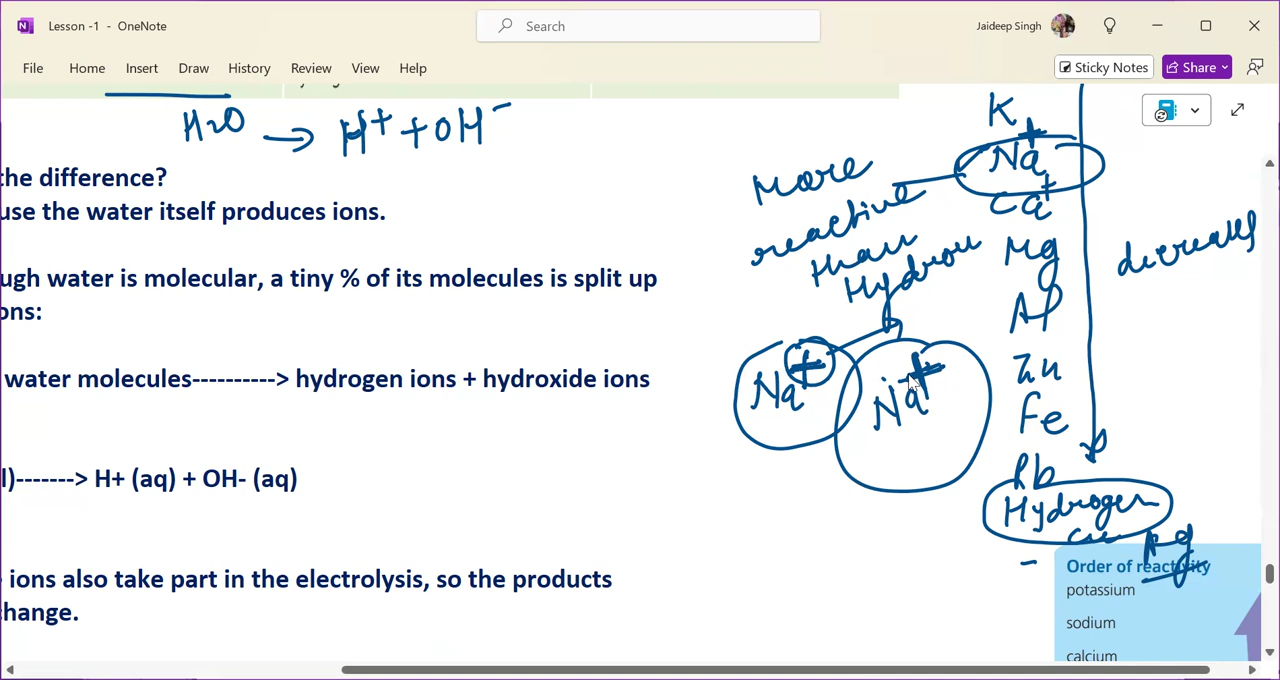 Lesson -1 - OneNote
Search
Jaideep Singh
File Home Insert Draw History Review View Help
Sticky Notes
Share
H2O → H+ + OH-
the difference?
use the water itself produces ions.
ugh water is molecular, a tiny % of its molecules is split up
ons:
water molecules----------> hydrogen ions + hydroxide ions
l)-------> H+ (aq) + OH- (aq)
ions also take part in the electrolysis, so the products
change.
More
reactive
than
Na+
Na+
K
Na+
Ca+
Mg
Al
Zn
Fe
Pb
Hydrogen
Ag
decreases
Order of reactivity
potassium
sodium
calcium